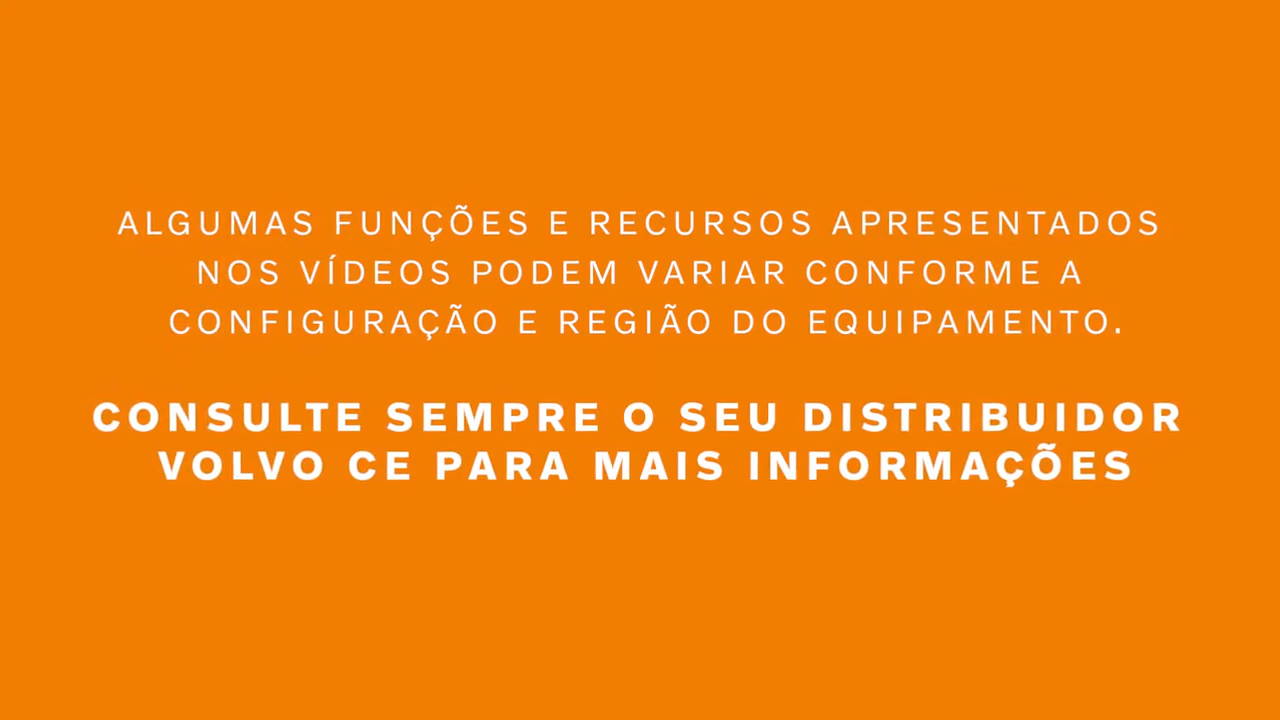 ALGUMAS FUNÇÕES E RECURSOS APRESENTADOS
NOS VÍDEOS PODEM VARIAR CONFORME A
CONFIGURAÇÃO E REGIÃO DO EQUIPAMENTO.
CONSULTE SEMPRE O SEU DISTRIBUIDOR
VOLVO CE PARA MAIS INFORMAÇÕES